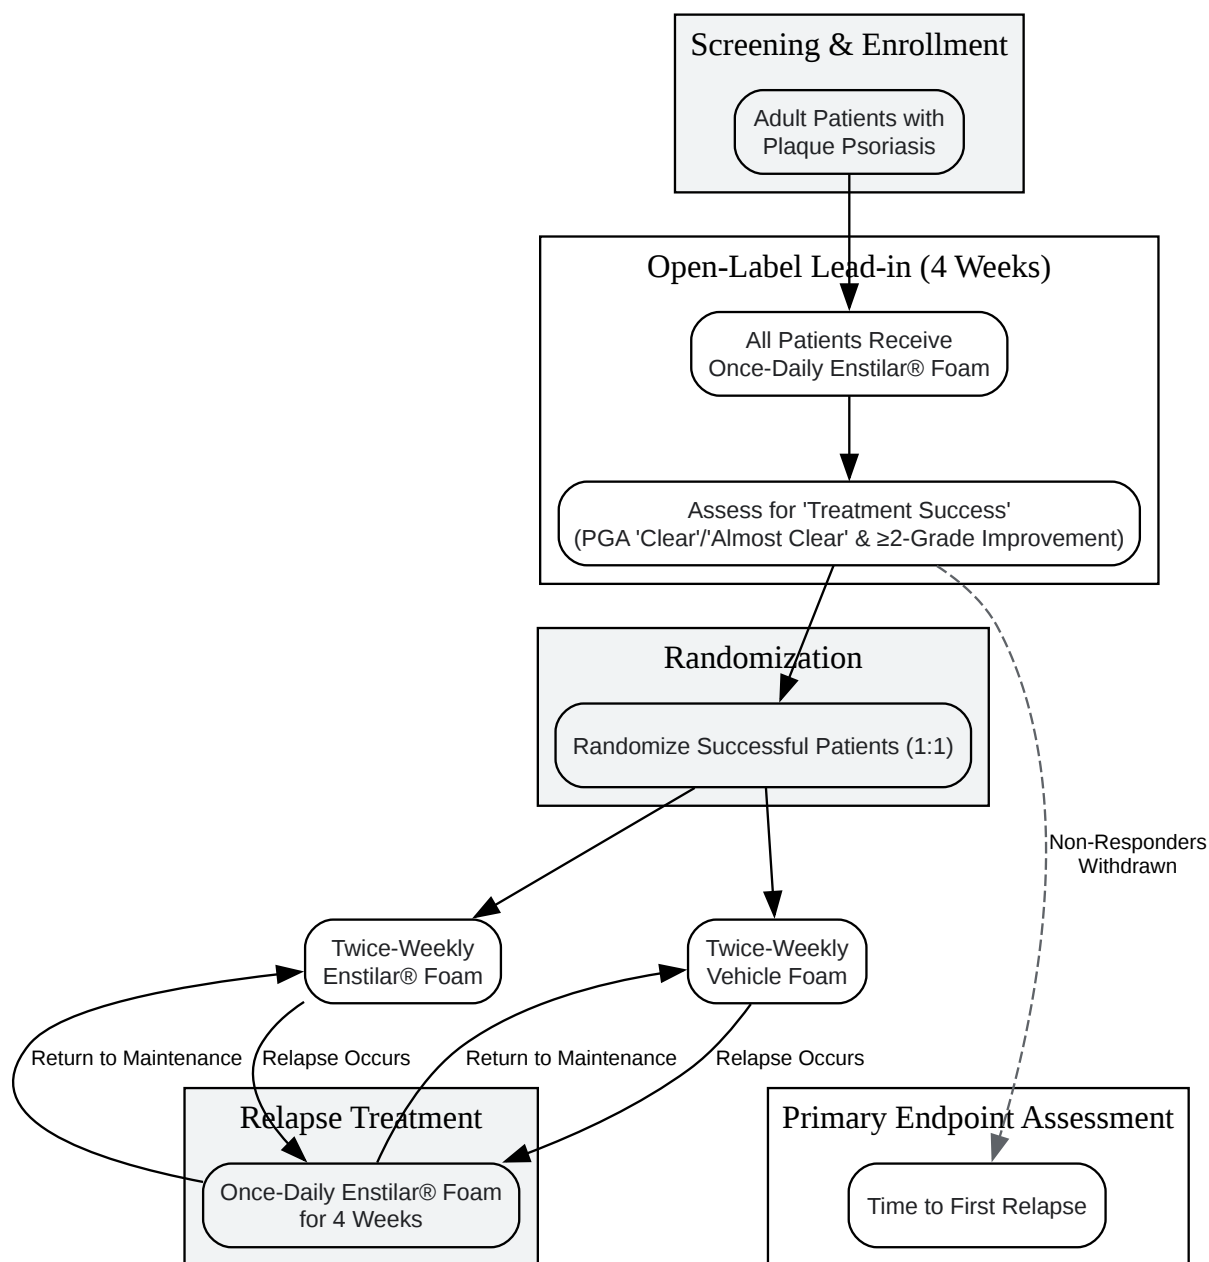 Screening & Enrollment
Adult Patients with
Plaque Psoriasis
Open-Label Lead-in (4 Weeks)
All Patients Receive
Once-Daily Enstilar® Foam
Assess for 'Treatment Success'
(PGA 'Clear'/'Almost Clear' & ≥2-Grade Improvement)
Randomization
Randomize Successful Patients (1:1)
Non-Responders
Withdrawn
Twice-Weekly
Enstilar® Foam
Twice-Weekly
Vehicle Foam
Return to Maintenance
Relapse Occurs
Return to Maintenance
Relapse Occurs
Relapse Treatment
Once-Daily Enstilar® Foam
for 4 Weeks
Primary Endpoint Assessment
Time to First Relapse